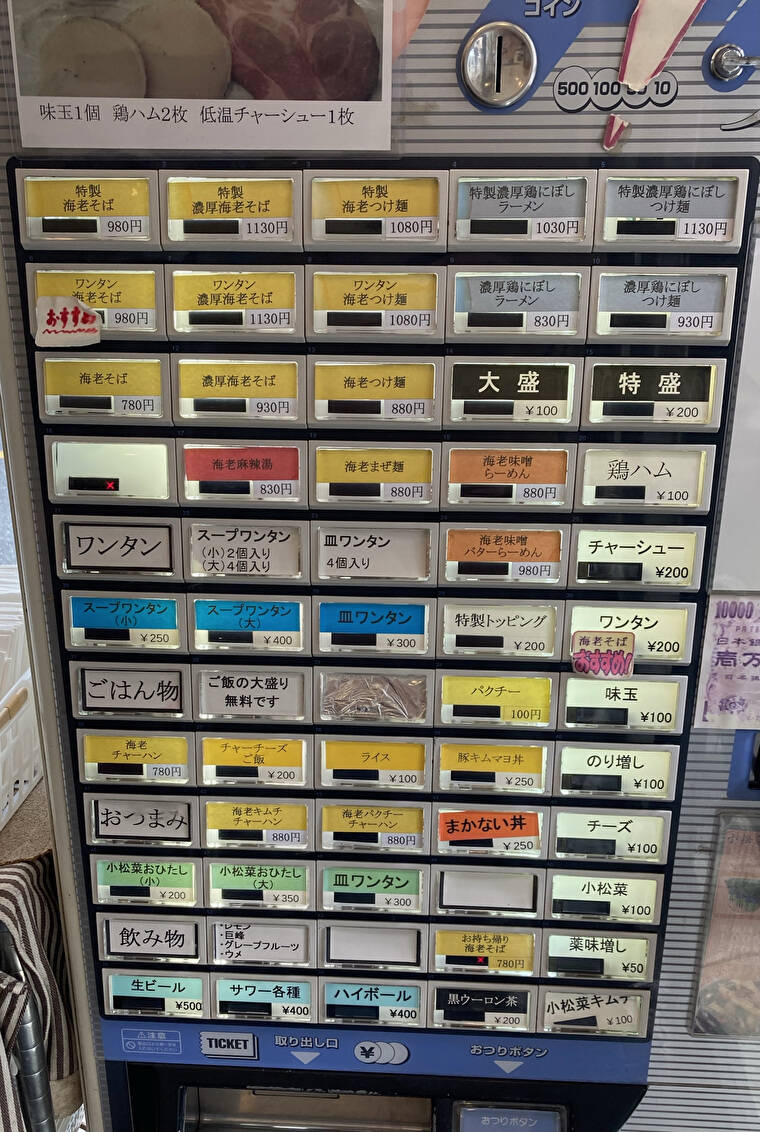 コイン
500 100 50 10
味玉1個 鶏ハム2枚 低温チャーシュー1枚
特製
海老そば
980円
特製
濃厚海老そば
1130円
特製
海老つけ麺
1080円
特製濃厚鶏にぼし
ラーメン
1030円
特製濃厚鶏にぼし
つけ麺
1130円
ワンタン
海老そば
おすすめ
980円
ワンタン
濃厚海老そば
1130円
ワンタン
海老つけ麺
1080円
濃厚鶏にぼし
ラーメン
830円
濃厚鶏にぼし
つけ麺
930円
海老そば
780円
濃厚海老そば
930円
海老つけ麺
880円
大盛
¥100
特盛
¥200
海老麻辣湯
830円
海老まぜ麺
880円
海老味噌
らーめん
880円
鶏ハム
¥100
ワンタン
スープワンタン
(小)2個入り
(大)4個入り
皿ワンタン
4個入り
海老味噌
バターらーめん
980円
チャーシュー
¥200
スープワンタン
(小)
¥250
スープワンタン
(大)
¥400
皿ワンタン
¥300
特製トッピング
¥200
ワンタン
海老そば
おすすめ!
¥200
ごはん物
ご飯の大盛り
無料です
パクチー
100円
味玉
¥100
海老
チャーハン
780円
チャーチーズ
ご飯
¥200
ライス
¥100
豚キムマヨ丼
¥250
のり増し
¥100
おつまみ
海老キムチ
チャーハン
880円
海老パクチー
チャーハン
880円
まかない丼
¥250
チーズ
¥100
小松菜おひたし
(小)
¥200
小松菜おひたし
(大)
¥350
皿ワンタン
¥300
小松菜
¥100
飲み物
・レモン
・巨峰
・グレープフルーツ
・ウメ
お持ち帰り
海老そば
780円
薬味増し
¥50
生ビール
¥500
サワー各種
¥400
ハイボール
¥400
黒ウーロン茶
¥200
小松菜キムチ
¥100
10000
日本銀
壱万
日本銀
注意
TICKET
取り出し口
¥
おつりボタン
おつりボタン